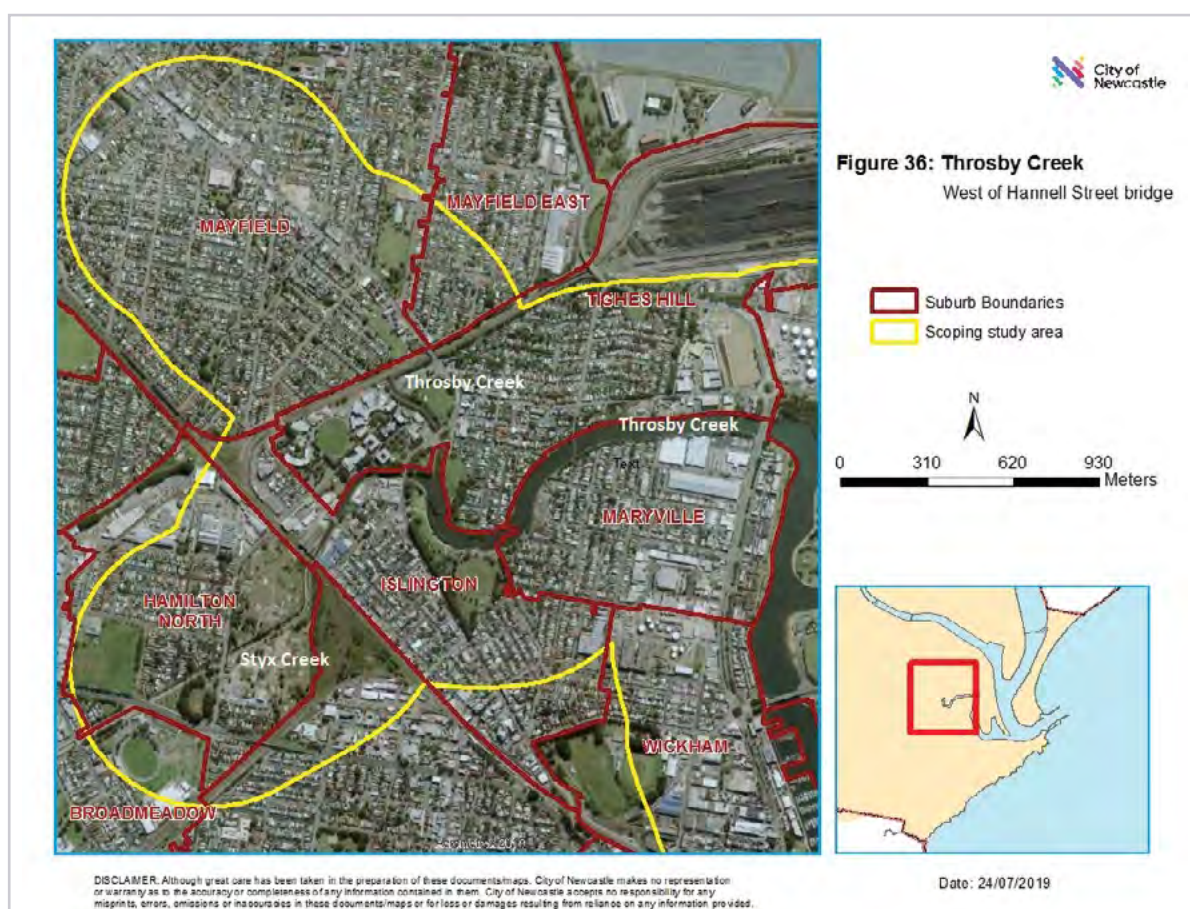 City of
Newcastle
Figure 36: Throsby Creek
West of Hannell Street bridge
Suburb Boundaries
Scoping study area
N
0 310 620 930
Meters
MAYFIELD EAST
MAYFIELD
TIGHES HILL
Throsby Creek
Throsby Creek
Text
MARYVILLE
ISLINGTON
HAMILTON
NORTH
Styx Creek
WICKHAM
BROADMEADOW
DISCLAIMER: Although great care has been taken in the preparation of these documents/maps. City of Newcastle makes no representation
or warranty as to the accuracy or completeness of any information contained in them. City of Newcastle accepts no responsibility for any
misprints, errors, omissions or inaccuracies in these documents/maps or for loss or damages resulting from reliance on any information provided.
Date: 24/07/2019